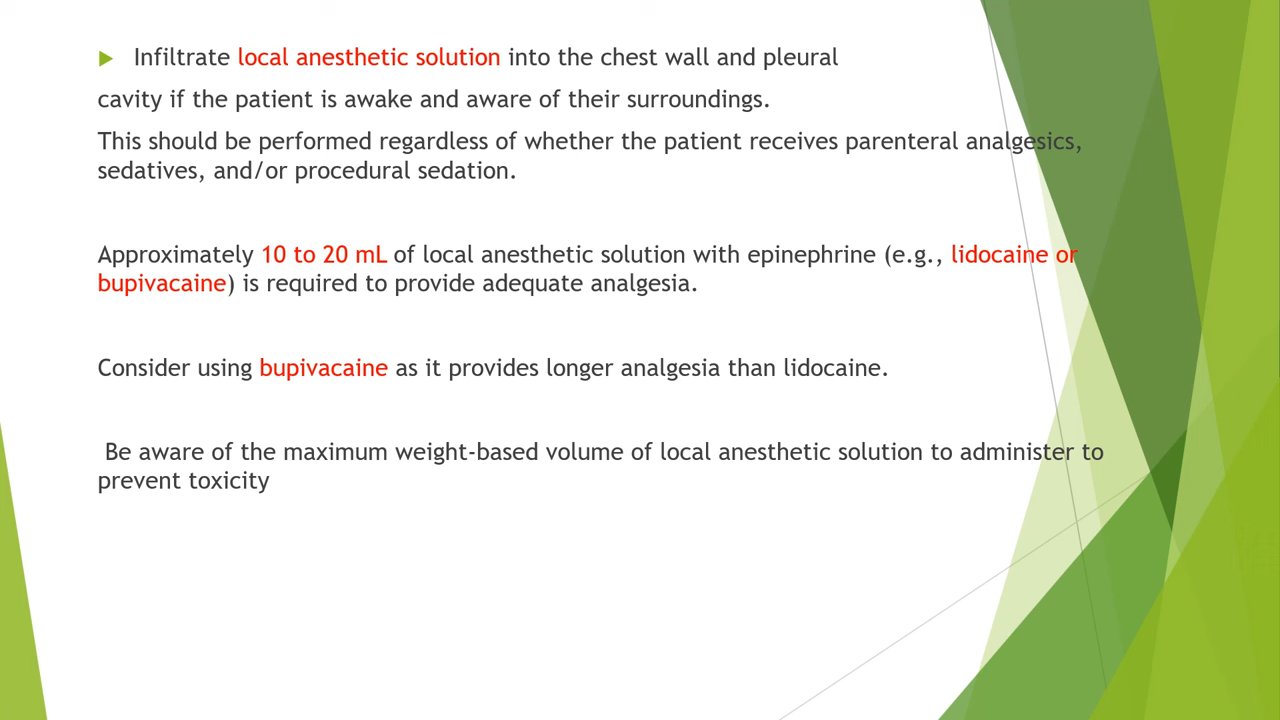 Infiltrate local anesthetic solution into the chest wall and pleural
cavity if the patient is awake and aware of their surroundings.
This should be performed regardless of whether the patient receives parenteral analgesics,
sedatives, and/or procedural sedation.
Approximately 10 to 20 mL of local anesthetic solution with epinephrine (e.g., lidocaine or
bupivacaine) is required to provide adequate analgesia.
Consider using bupivacaine as it provides longer analgesia than lidocaine.
Be aware of the maximum weight-based volume of local anesthetic solution to administer to
prevent toxicity